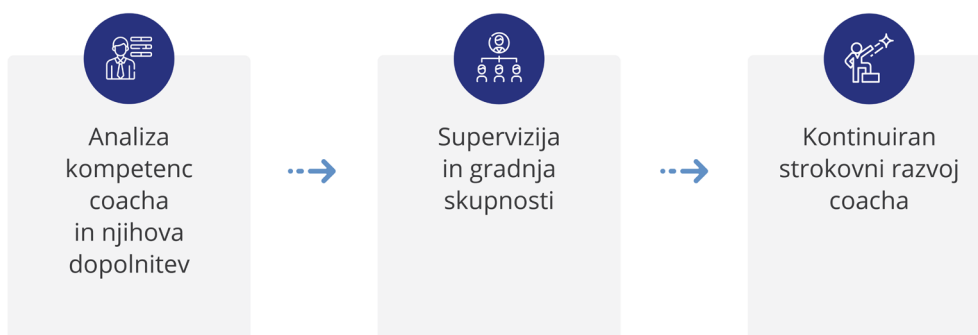 Analiza
kompetenc
coacha
in njihova
dopolnitev
Supervizija
in gradnja
skupnosti
Kontinuiran
strokovni razvoj
coacha